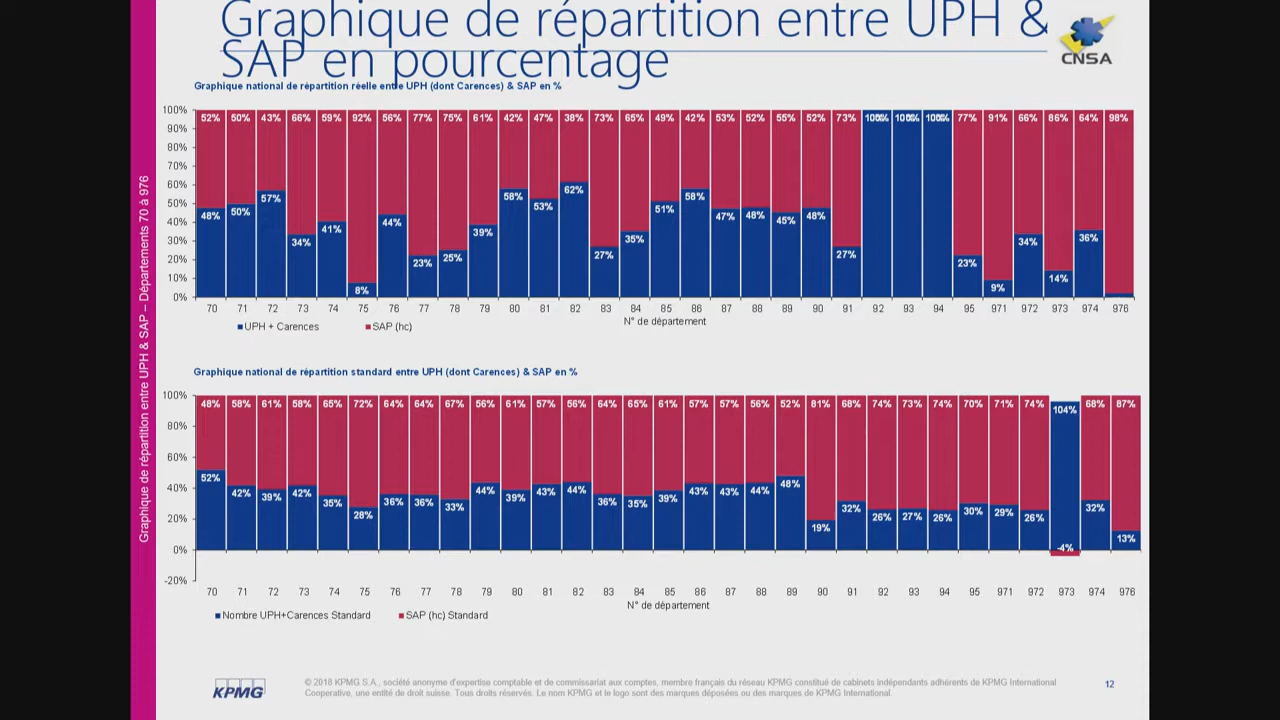 Graphique de répartition entre UPH &
SAP en pourcentage
CNSA
Graphique de répartition entre UPH & SAP – Départements 70 à 976
Graphique national de répartition réelle entre UPH (dont Carences) & SAP en %
100%
90%
80%
70%
60%
50%
40%
30%
20%
10%
0%
52% 50% 43% 66% 59% 92% 56% 77% 75% 61% 42% 47% 38% 73% 65% 49% 42% 53% 52% 55% 52% 73% 100% 100% 100% 77% 91% 66% 86% 64% 98%
48% 50% 57% 34% 41% 8% 44% 23% 25% 39% 58% 53% 62% 27% 35% 51% 58% 47% 48% 45% 48% 27% 23% 9% 34% 14% 36%
70 71 72 73 74 75 76 77 78 79 80 81 82 83 84 85 86 87 88 89 90 91 92 93 94 95 971 972 973 974 976
N° de département
UPH + Carences SAP (hc)
Graphique national de répartition standard entre UPH (dont Carences) & SAP en %
100%
80%
60%
40%
20%
0%
-20%
48% 58% 61% 58% 65% 72% 64% 64% 67% 56% 61% 57% 56% 64% 65% 61% 57% 57% 56% 52% 81% 68% 74% 73% 74% 70% 71% 74% 104% 68% 87%
52% 42% 39% 42% 35% 28% 36% 36% 33% 44% 39% 43% 44% 36% 35% 39% 43% 43% 44% 48% 19% 32% 26% 27% 26% 30% 29% 26% -4% 32% 13%
70 71 72 73 74 75 76 77 78 79 80 81 82 83 84 85 86 87 88 89 90 91 92 93 94 95 971 972 973 974 976
N° de département
Nombre UPH+Carences Standard SAP (hc) Standard
KPMG
© 2018 KPMG S.A., société anonyme d'expertise comptable et de commissariat aux comptes, membre français du réseau KPMG constitué de cabinets indépendants adhérents de KPMG International
Cooperative, une entité de droit suisse. Tous droits réservés. Le nom KPMG et le logo sont des marques déposées ou des marques de KPMG International.
12